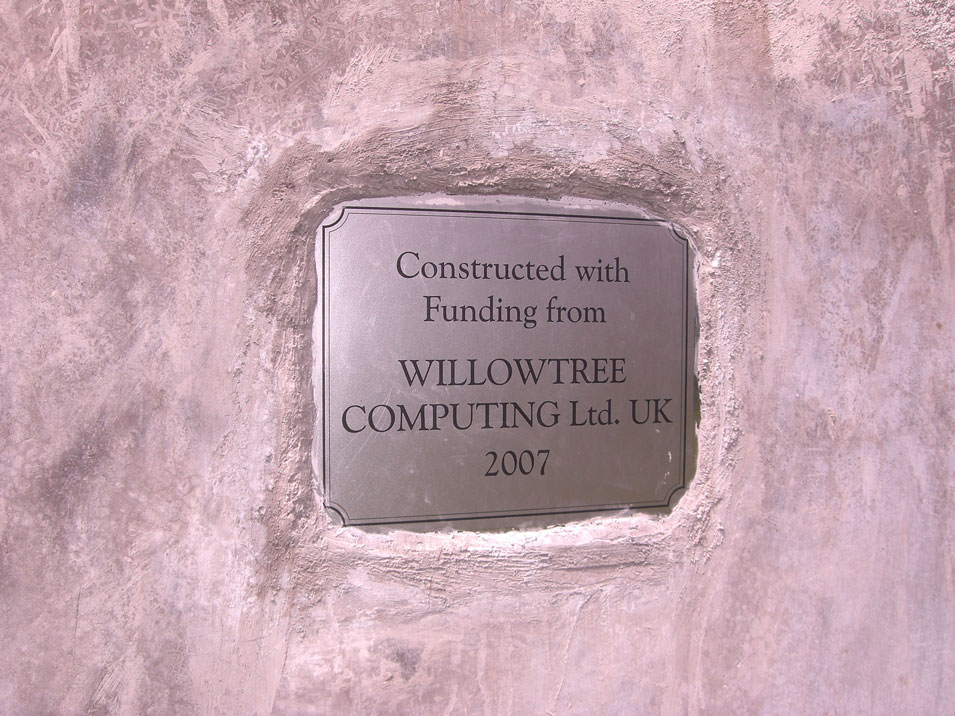 Constructed with
Funding from
WILLOWTREE
COMPUTING Ltd. UK
2007